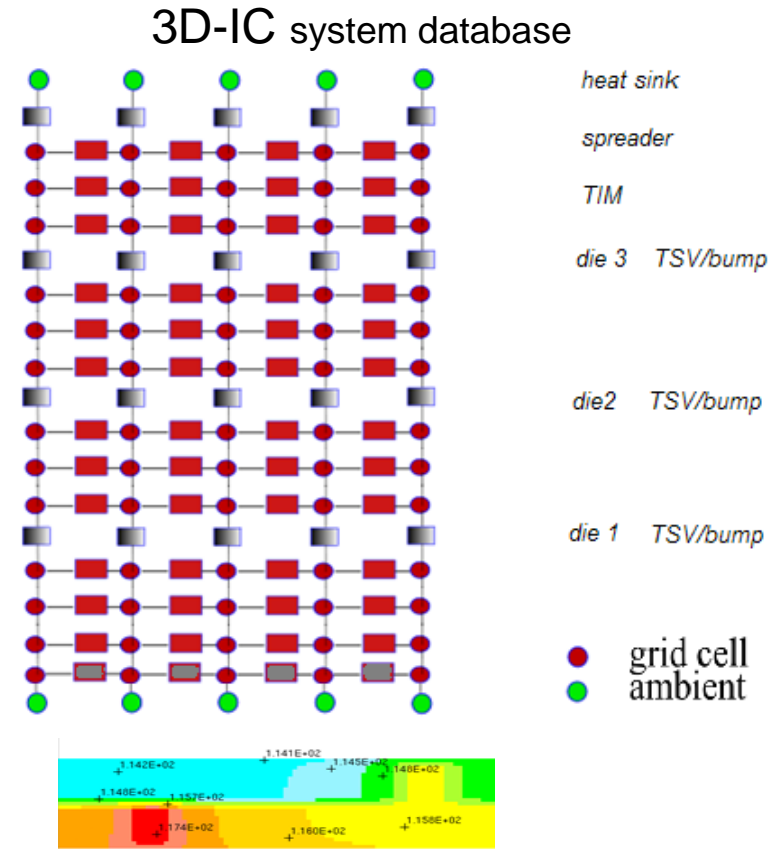 3D-IC system database
heat sink
spreader
TIM
die 3 TSV/bump
die2 TSV/bump
die 1 TSV/bump
grid cell
ambient
1.141E+02
1.142E+02
1.145E+02
1.148E+02
1.148E+02
1.157E+02
1.174E+02
1.160E+02
1.158E+02